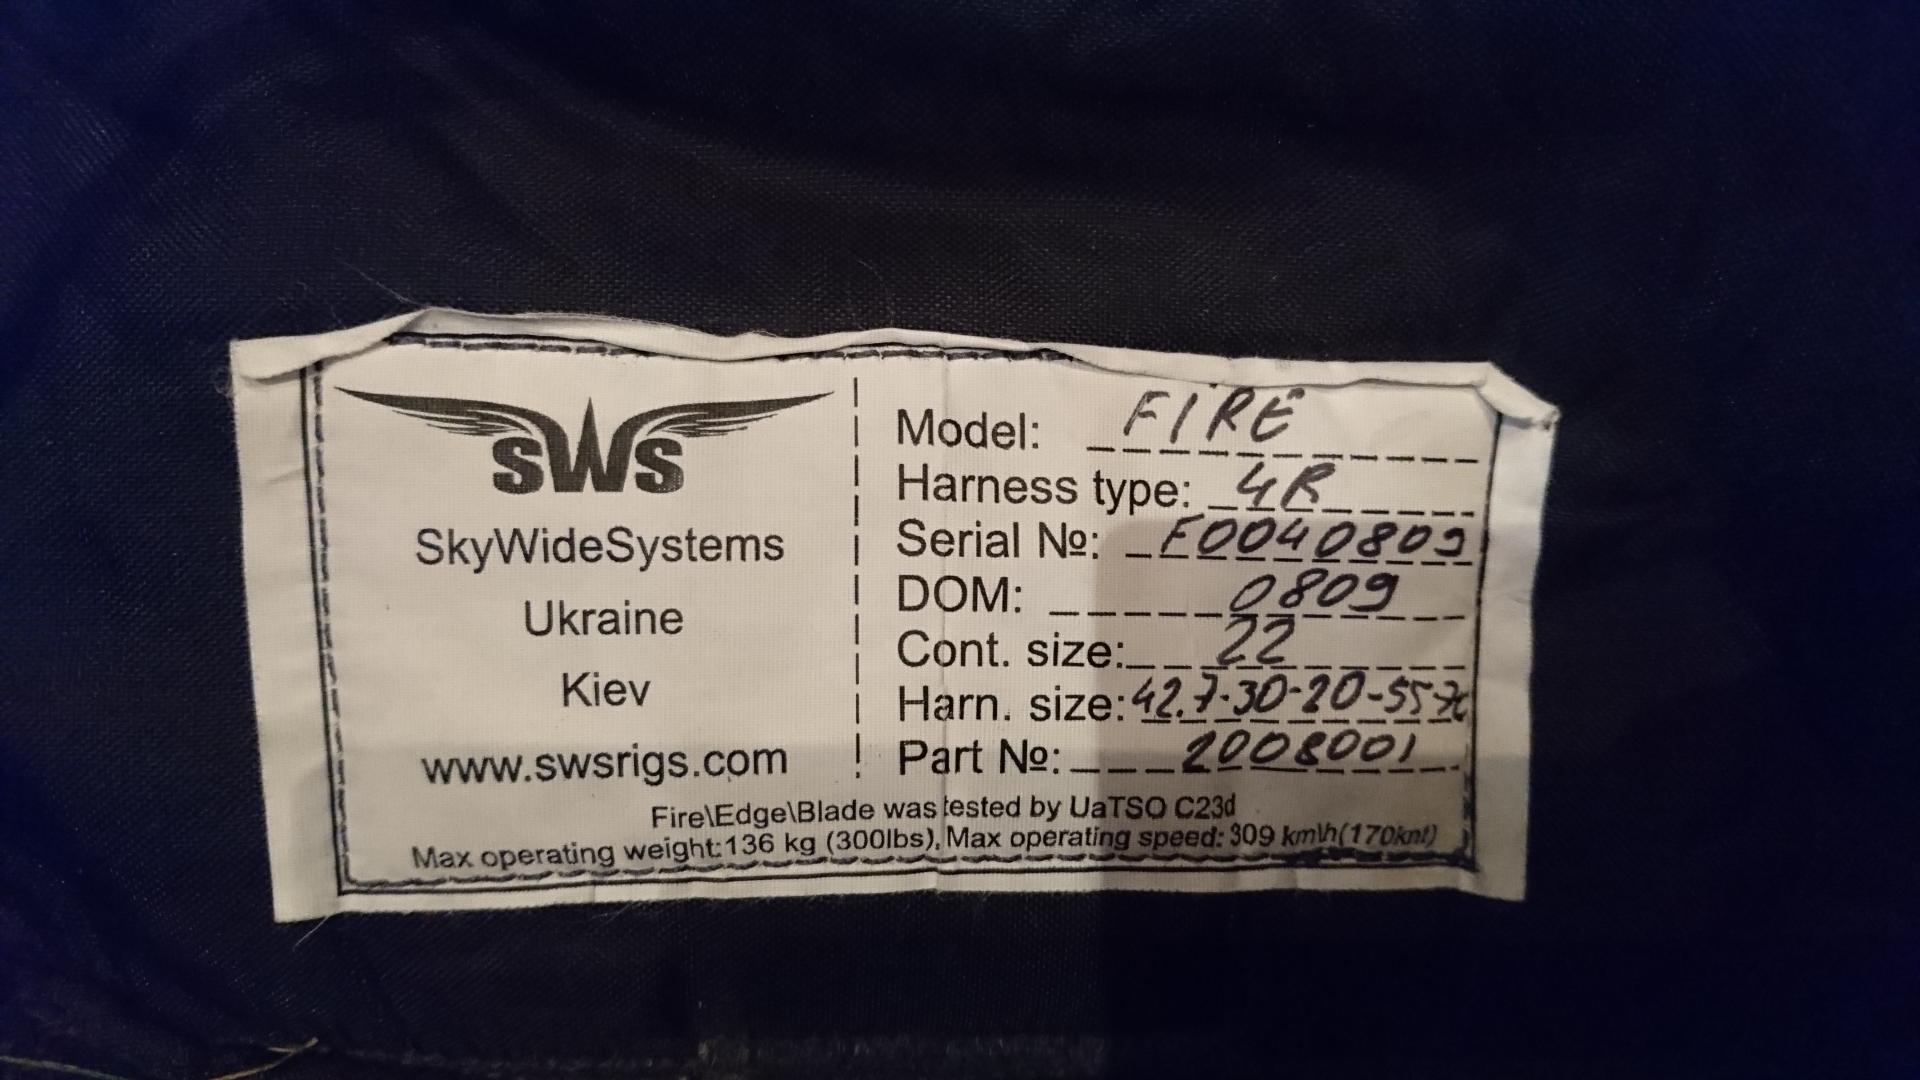 SWS
SkyWideSystems
Ukraine
Kiev
www.swsrigs.com
Model: FIRE
Harness type: 4R
Serial №: F0040809
DOM: 0809
Cont. size: 22
Harn. size: 42.7-30-20-55-
Part №: 2008001
Fire\Edge\Blade was tested by UaTSO C23d
Max operating weight:136 kg (300lbs), Max operating speed: 309 km\h(170knt)